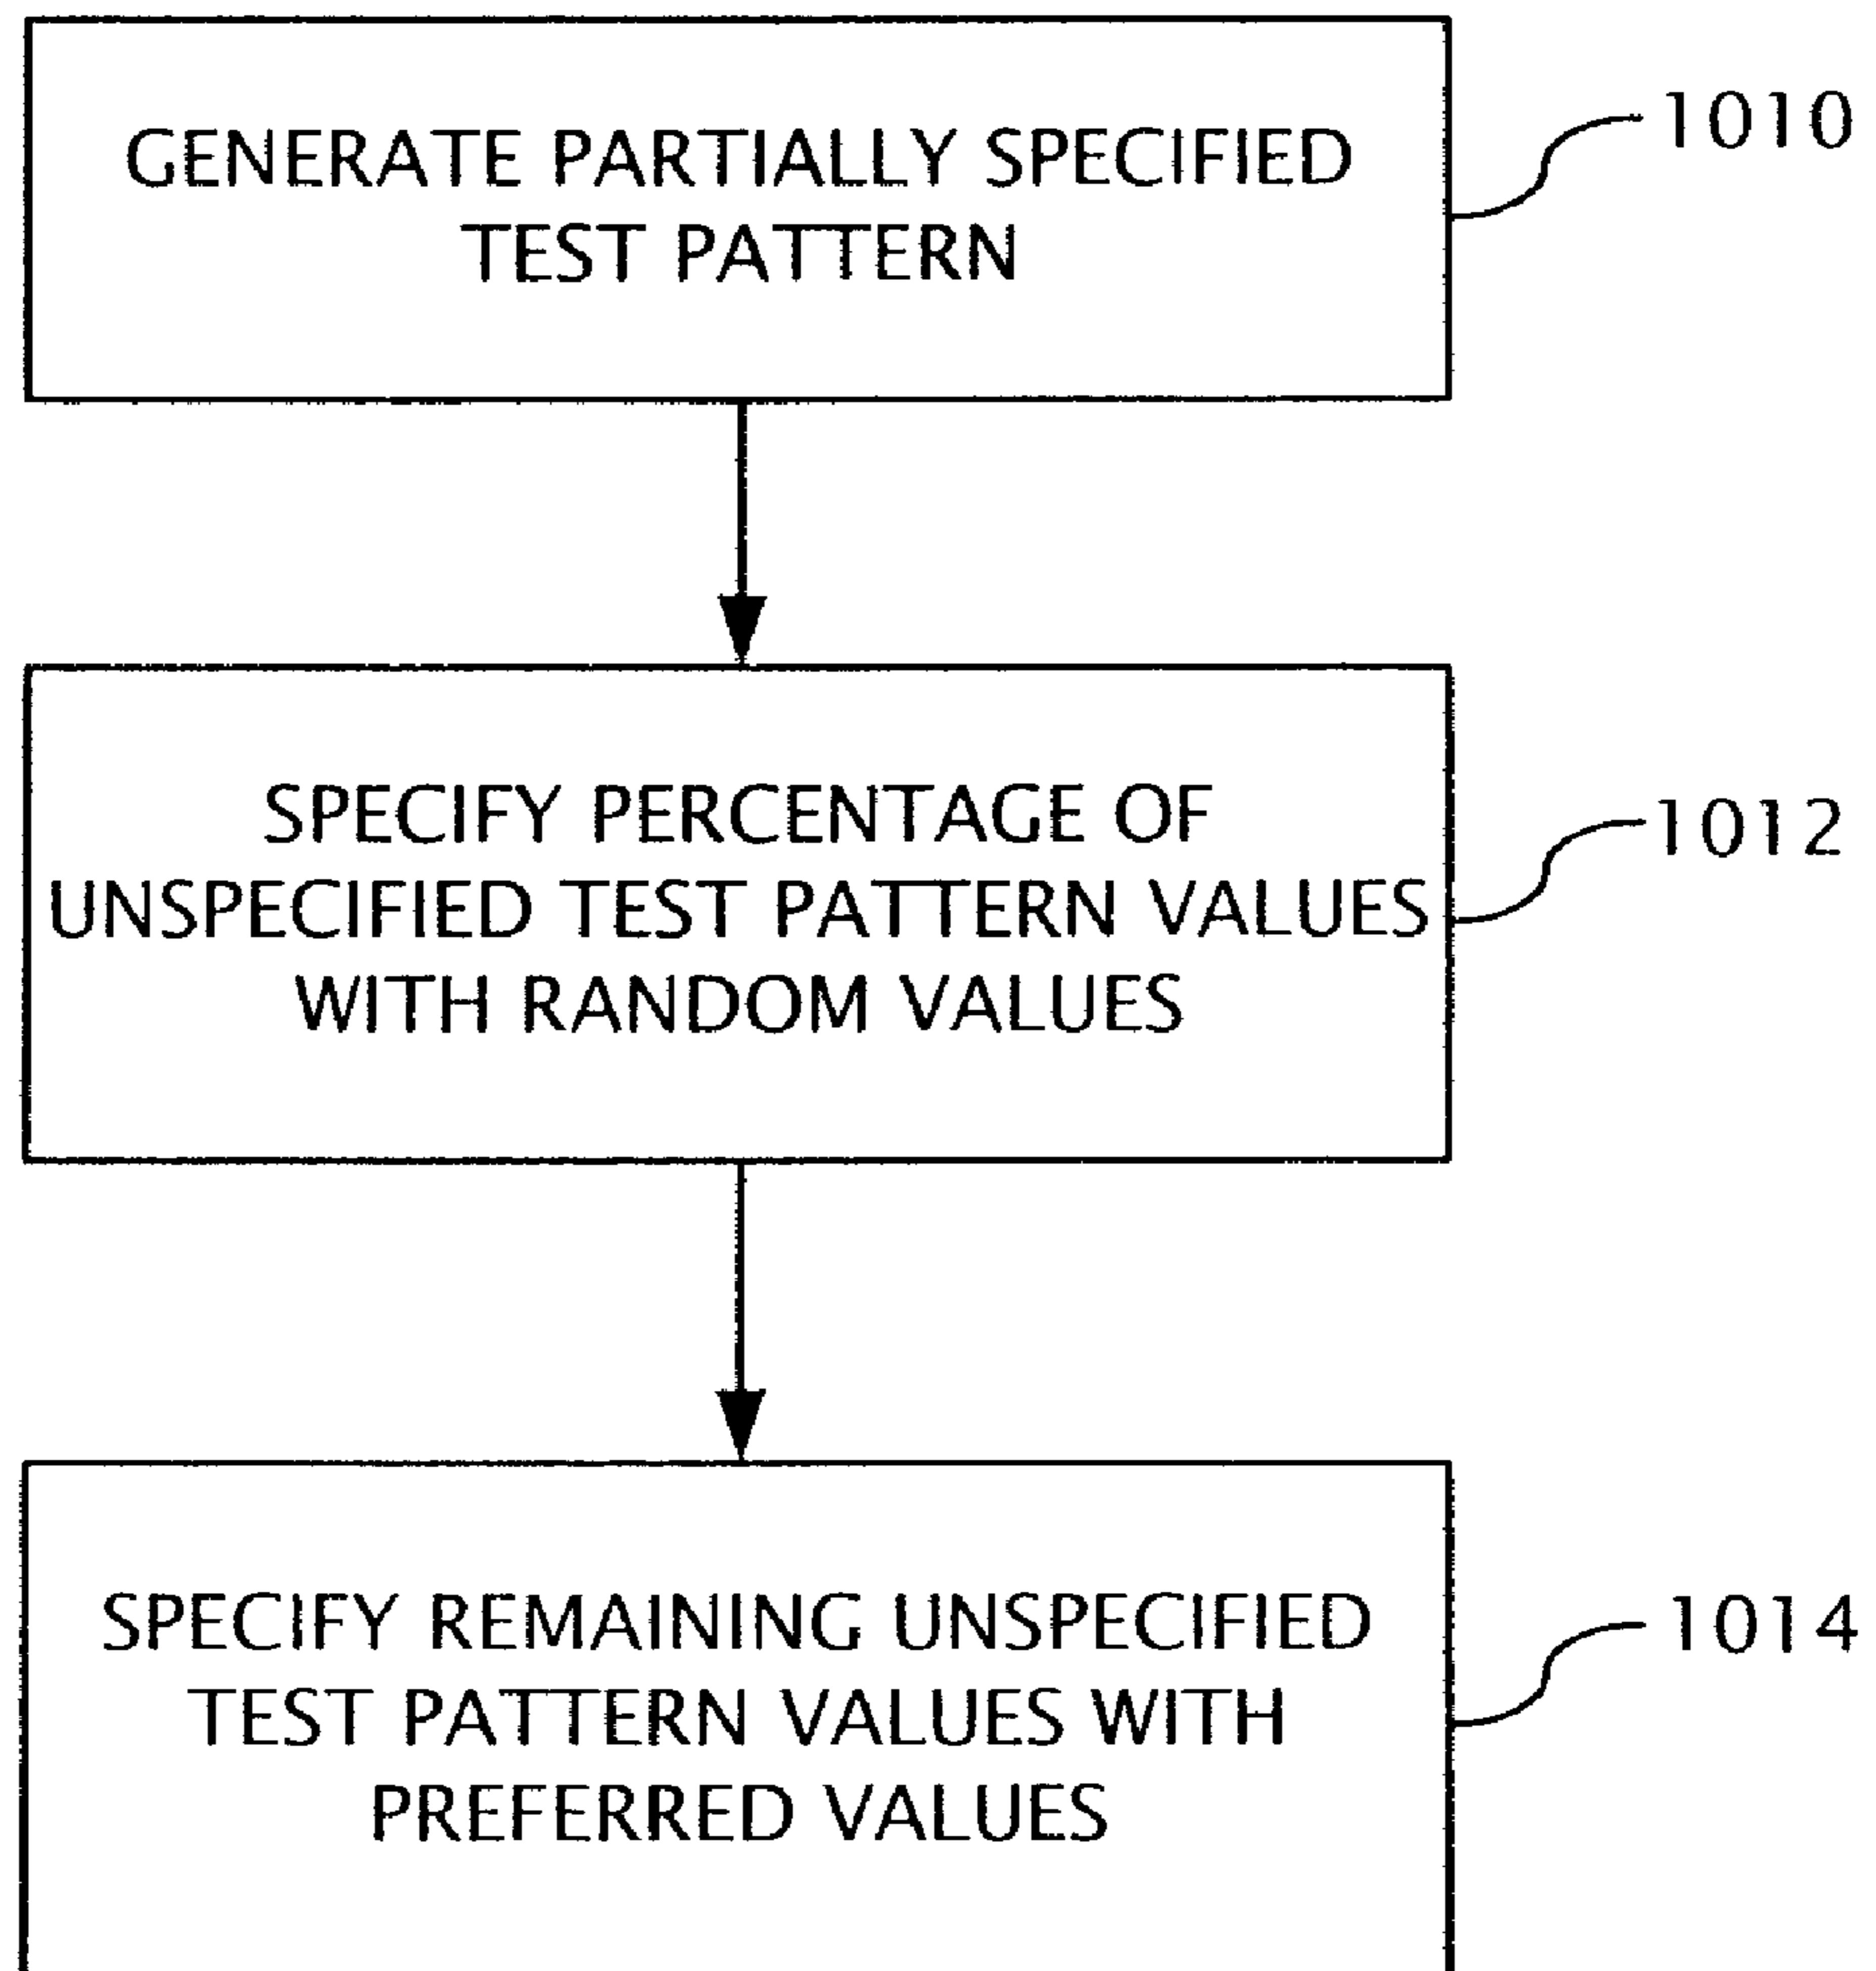 GENERATE PARTIALLY SPECIFIED
TEST PATTERN
1010
SPECIFY PERCENTAGE OF
UNSPECIFIED TEST PATTERN VALUES
WITH RANDOM VALUES
1012
SPECIFY REMAINING UNSPECIFIED
TEST PATTERN VALUES WITH
PREFERRED VALUES
1014